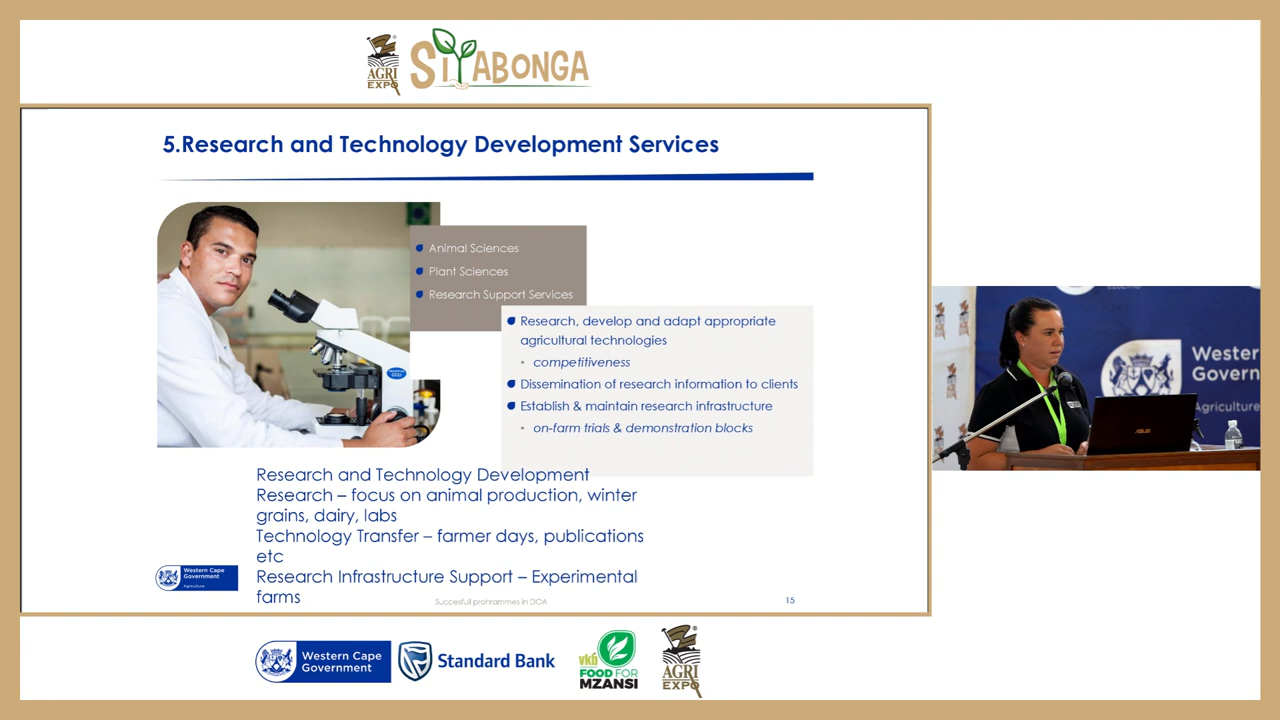 AGRI
EXPO
SIYABONGA
5.Research and Technology Development Services
Animal Sciences
Plant Sciences
Research Support Services
Research, develop and adapt appropriate
agricultural technologies
competitiveness
Dissemination of research information to clients
Establish & maintain research infrastructure
on-farm trials & demonstration blocks
Research and Technology Development
Research – focus on animal production, winter
grains, dairy, labs
Technology Transfer – farmer days, publications
etc
Research Infrastructure Support – Experimental
farms
Western Cape
Government
Agriculture
Succesfull prohrammes in DOA
15
Wester
Govern
Agriculture
ASUS
Western Cape
Government
Standard Bank
vkb
FOOD FOR
MZANSI
AGRI
EXPO